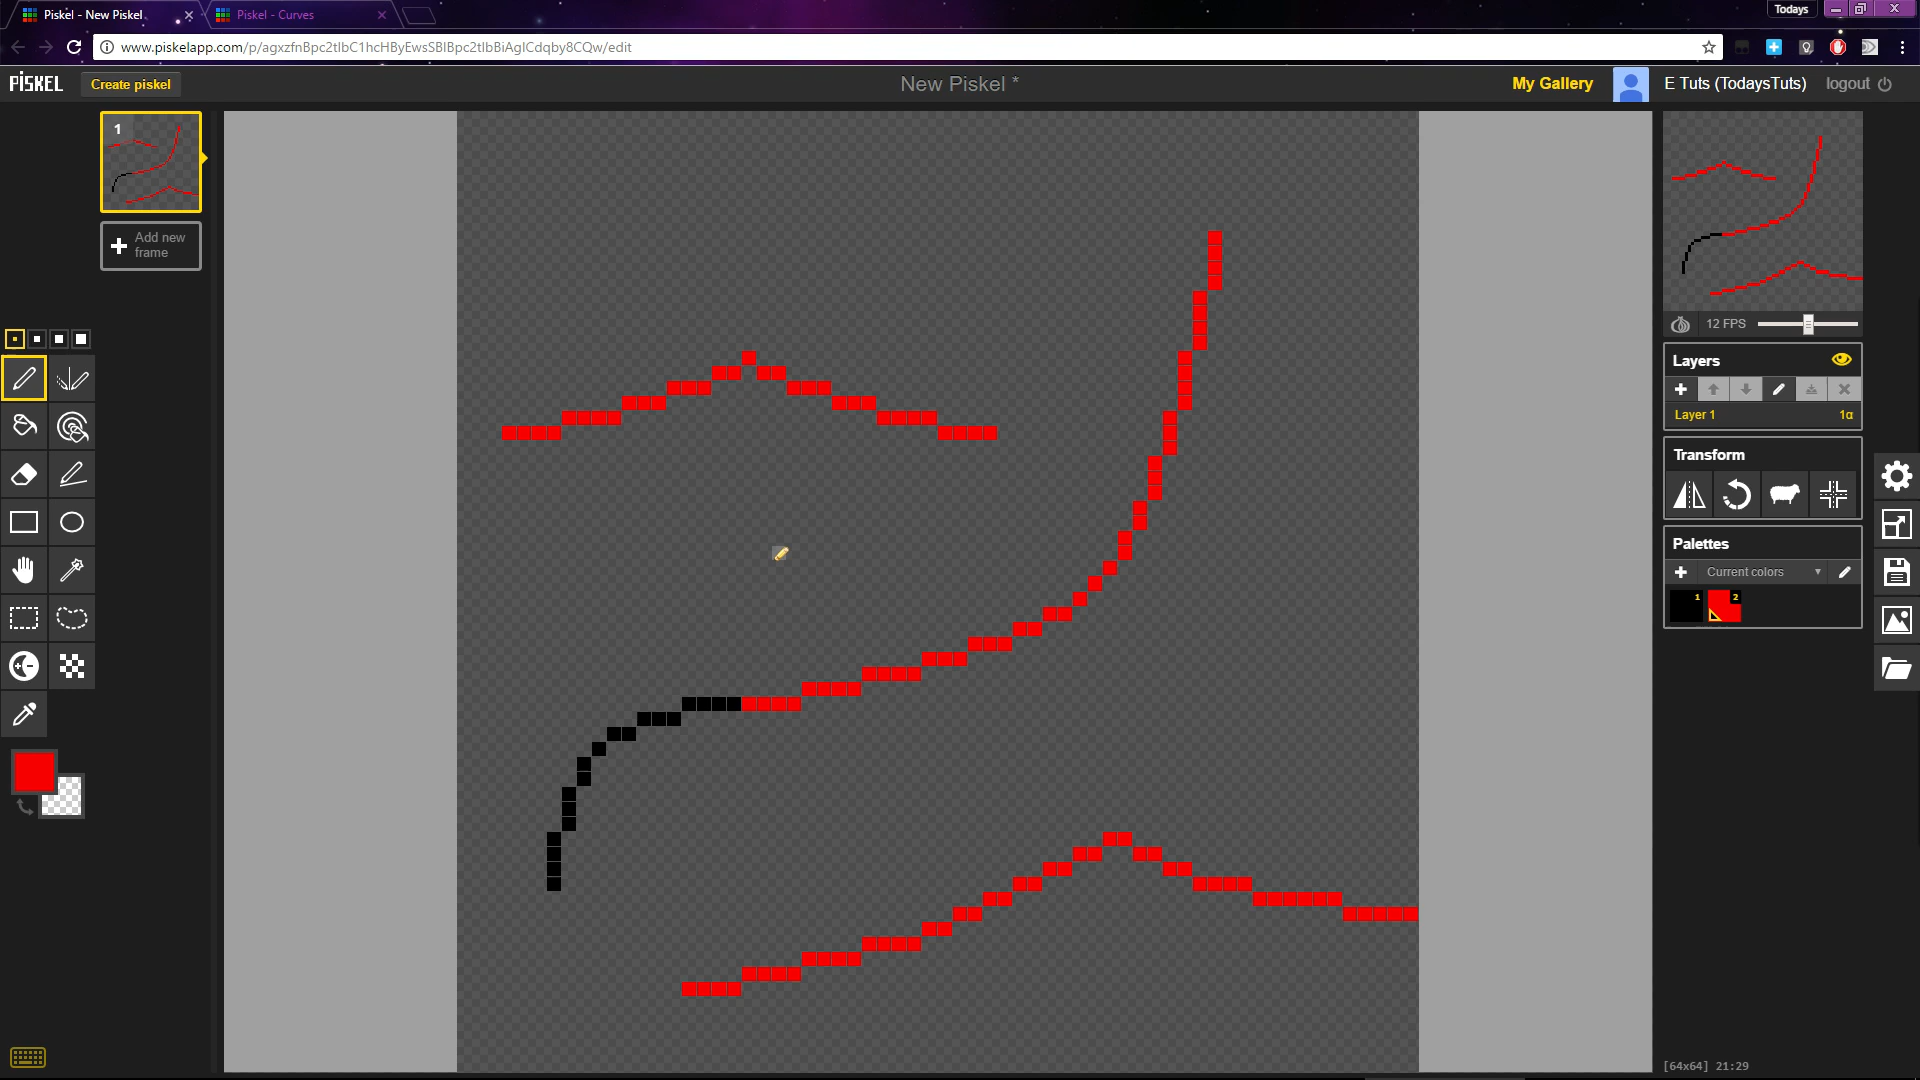 Piskel - New Piskel
Piskel - Curves
Todays
www.piskelapp.com/p/agxzfnBpc2tlbC1hcHByEwsSBlBpc2tlbBiAgICdqby8CQw/edit
PiSKEL
Create piskel
New Piskel *
My Gallery
E Tuts (TodaysTuts)
logout
1
Add new
frame
12 FPS
Layers
Layer 1
1α
Transform
Palettes
Current colors
1
2
[64x64] 21:29